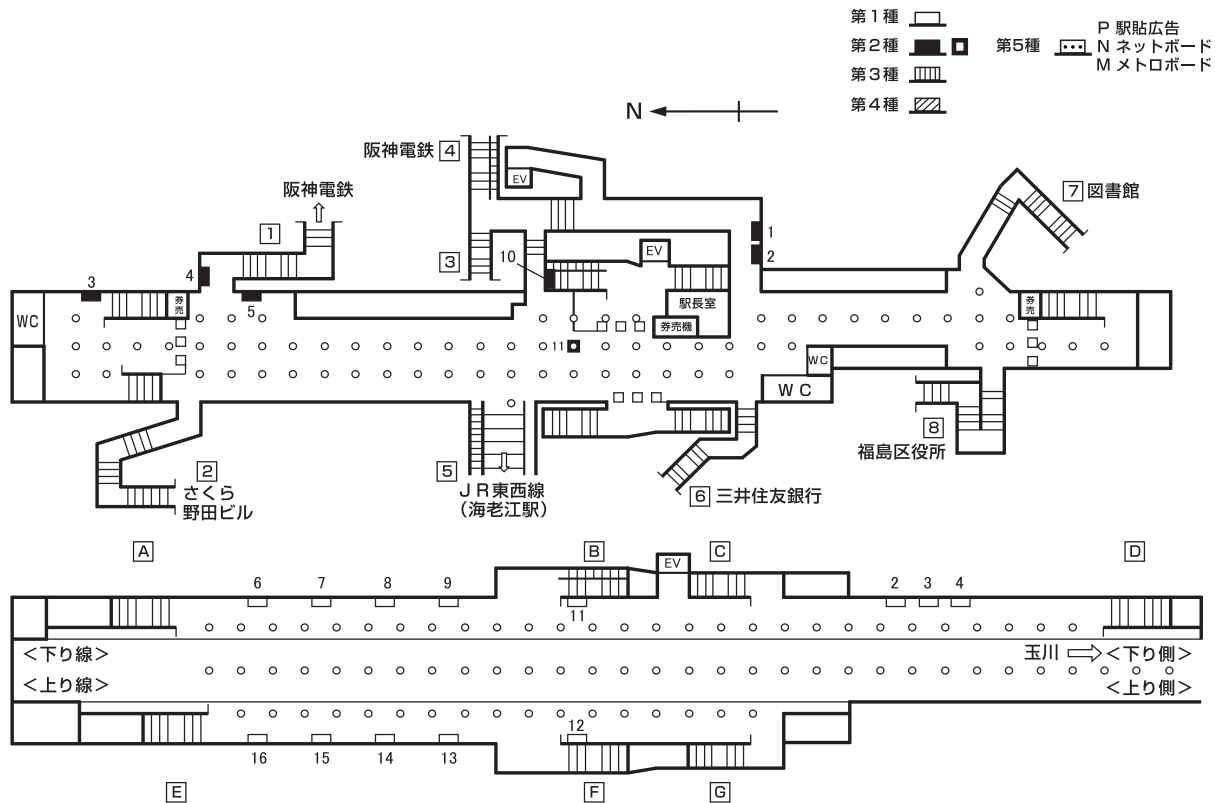 第1種
第2種
第3種
第4種
第5種
P 駅貼広告
N ネットボード
M メトロボード
N
阪神電鉄 4
EV
阪神電鉄
1
7 図書館
3
10
EV
1
2
3
4
5
WC
券売
駅長室
券売機
11
券売
WC
WC
8
福島区役所
2
さくら
野田ビル
5
JR東西線
(海老江駅)
6 三井住友銀行
A
B
C
D
EV
6
7
8
9
11
2
3
4
<下り線>
<上り線>
玉川
<下り側>
<上り側>
12
16
15
14
13
E
F
G